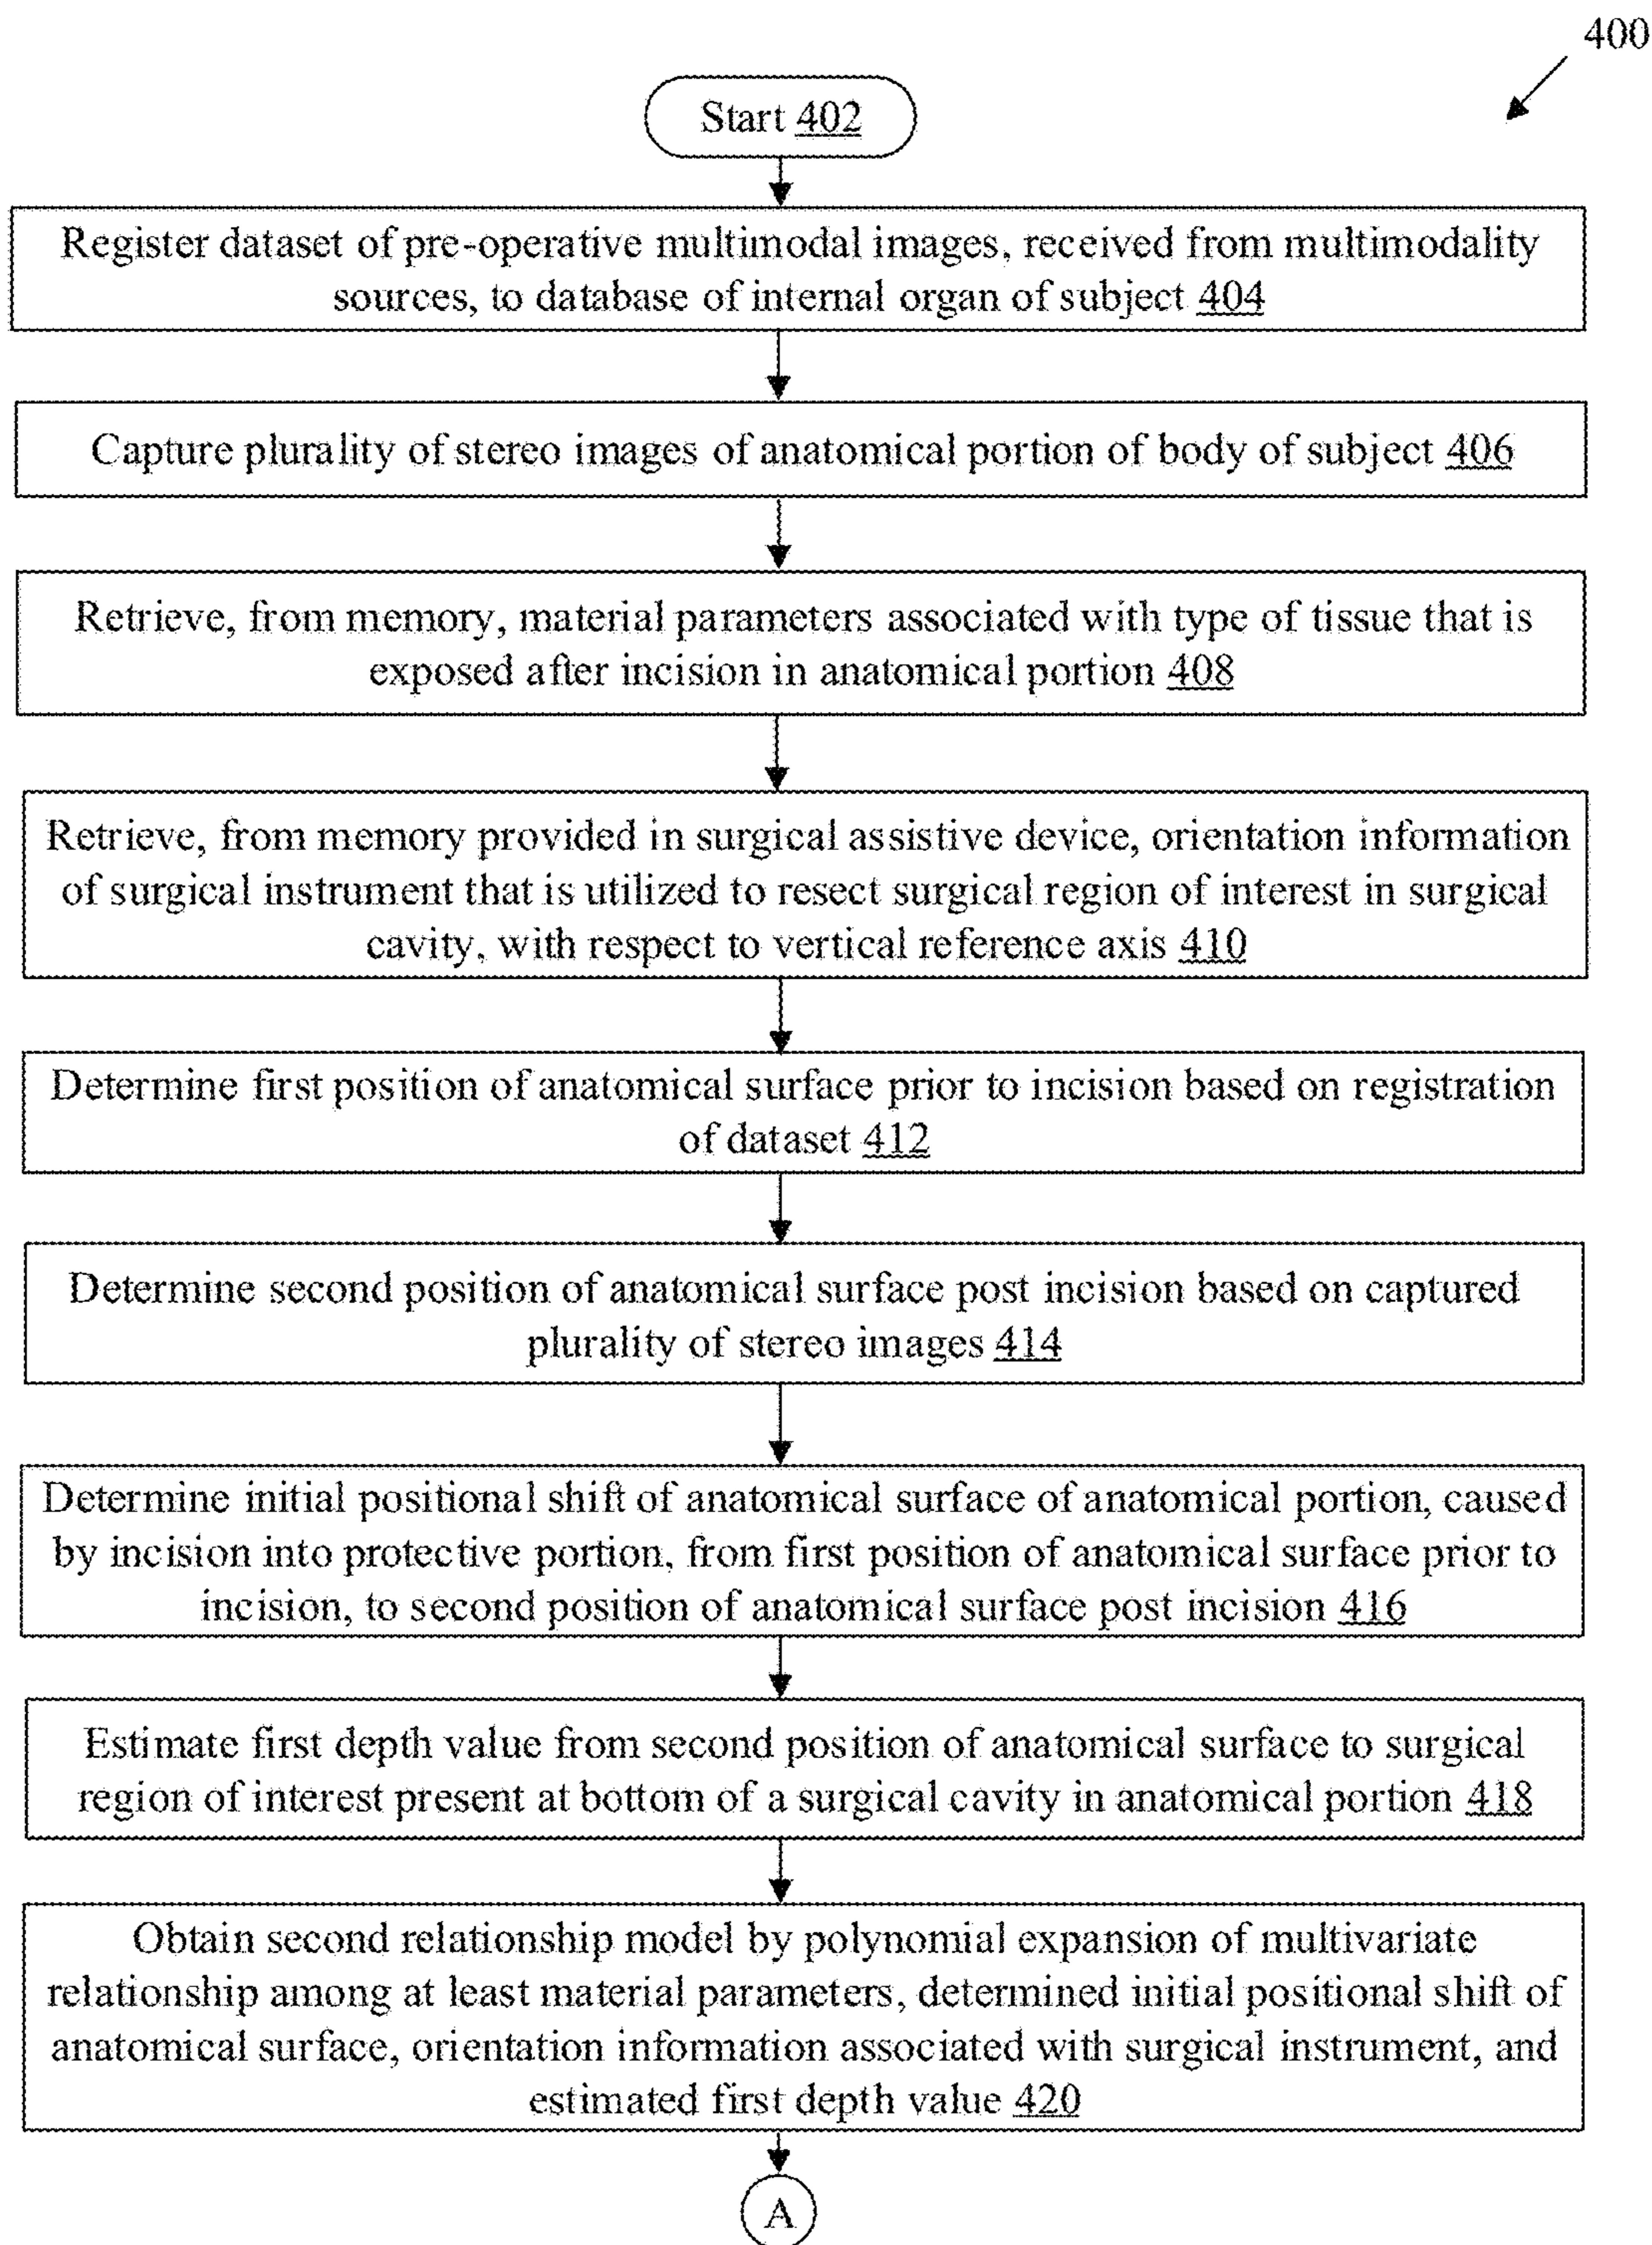 400
Start 402
Register dataset of pre-operative multimodal images, received from multimodality
sources, to database of internal organ of subject 404
Capture plurality of stereo images of anatomical portion of body of subject 406
Retrieve, from memory, material parameters associated with type of tissue that is
exposed after incision in anatomical portion 408
Retrieve, from memory provided in surgical assistive device, orientation information
of surgical instrument that is utilized to resect surgical region of interest in surgical
cavity, with respect to vertical reference axis 410
Determine first position of anatomical surface prior to incision based on registration
of dataset 412
Determine second position of anatomical surface post incision based on captured
plurality of stereo images 414
Determine initial positional shift of anatomical surface of anatomical portion, caused
by incision into protective portion, from first position of anatomical surface prior to
incision, to second position of anatomical surface post incision 416
Estimate first depth value from second position of anatomical surface to surgical
region of interest present at bottom of a surgical cavity in anatomical portion 418
Obtain second relationship model by polynomial expansion of multivariate
relationship among at least material parameters, determined initial positional shift of
anatomical surface, orientation information associated with surgical instrument, and
estimated first depth value 420
A